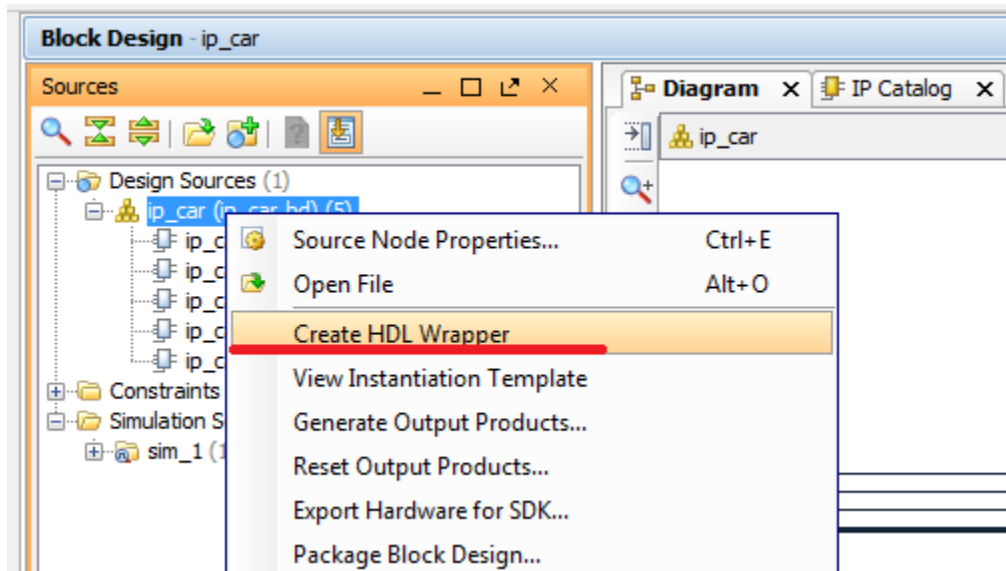 Block Design - ip_car
Sources
Diagram
IP Catalog
ip_car
Design Sources (1)
ip_car (ip_car.bd) (5)
ip_c
ip_c
ip_c
ip_c
ip_c
Constraints
Simulation S
sim_1 (1
Source Node Properties... Ctrl+E
Open File Alt+O
Create HDL Wrapper
View Instantiation Template
Generate Output Products...
Reset Output Products...
Export Hardware for SDK...
Package Block Design...